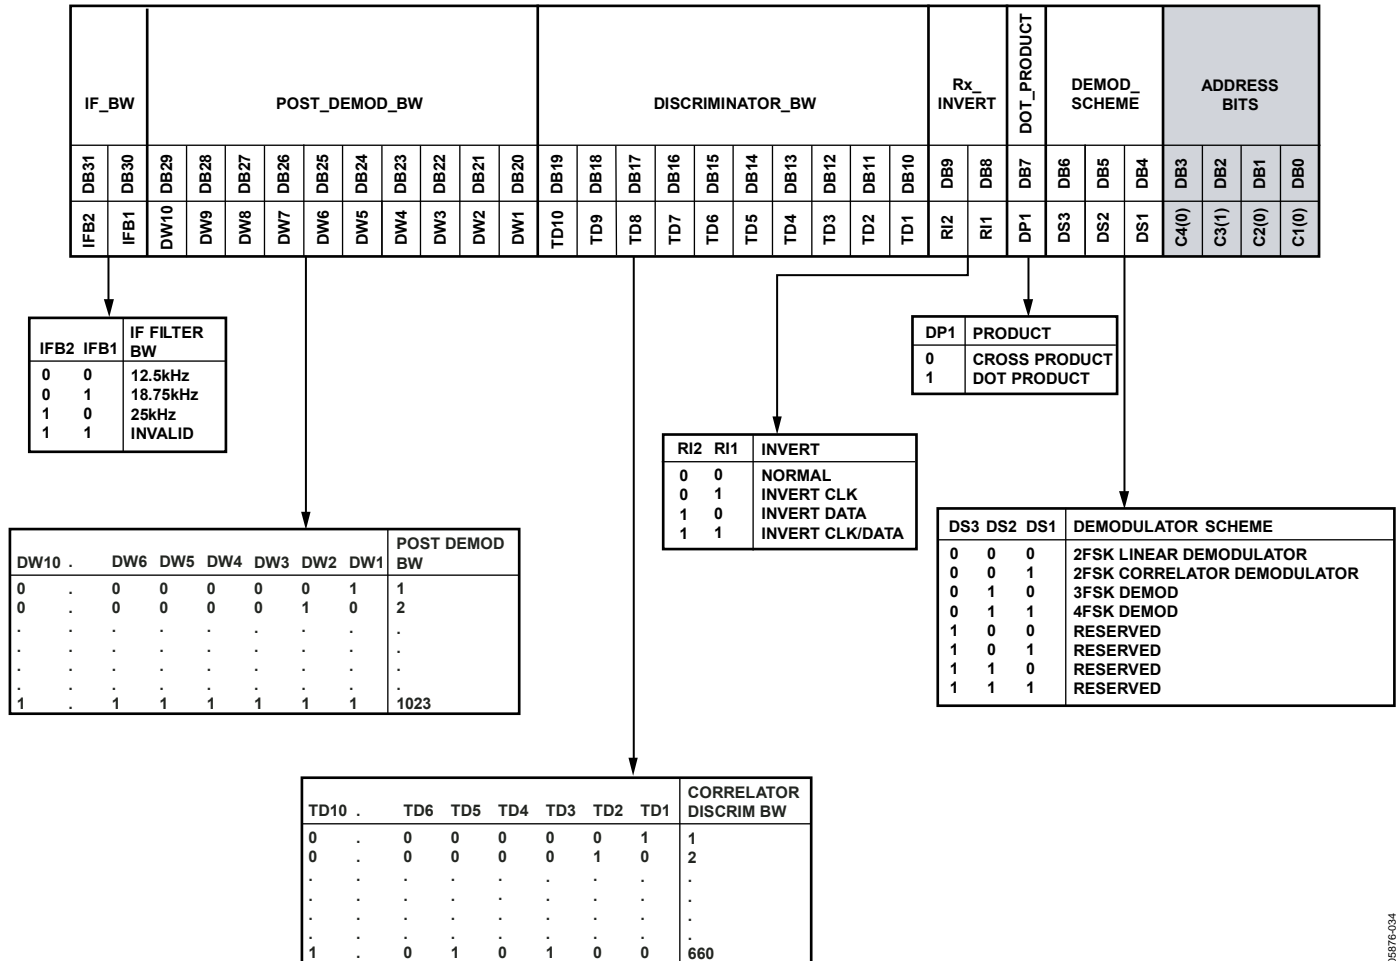 IF_BW POST_DEMOD_BW DISCRIMINATOR_BW Rx_ INVERT DOT_PRODUCT DEMOD_ SCHEME ADDRESS BITS
DB31 DB30 DB29 DB28 DB27 DB26 DB25 DB24 DB23 DB22 DB21 DB20 DB19 DB18 DB17 DB16 DB15 DB14 DB13 DB12 DB11 DB10 DB9 DB8 DB7 DB6 DB5 DB4 DB3 DB2 DB1 DB0
IFB2 IFB1 DW10 DW9 DW8 DW7 DW6 DW5 DW4 DW3 DW2 DW1 TD10 TD9 TD8 TD7 TD6 TD5 TD4 TD3 TD2 TD1 RI2 RI1 DP1 DS3 DS2 DS1 C4(0) C3(1) C2(0) C1(0)
IFB2 IFB1 IF FILTER BW
0 0 12.5kHz
0 1 18.75kHz
1 0 25kHz
1 1 INVALID
DP1 PRODUCT
0 CROSS PRODUCT
1 DOT PRODUCT
RI2 RI1 INVERT
0 0 NORMAL
0 1 INVERT CLK
1 0 INVERT DATA
1 1 INVERT CLK/DATA
DS3 DS2 DS1 DEMODULATOR SCHEME
0 0 0 2FSK LINEAR DEMODULATOR
0 0 1 2FSK CORRELATOR DEMODULATOR
0 1 0 3FSK DEMOD
0 1 1 4FSK DEMOD
1 0 0 RESERVED
1 0 1 RESERVED
1 1 0 RESERVED
1 1 1 RESERVED
DW10 . DW6 DW5 DW4 DW3 DW2 DW1 POST DEMOD BW
0 . 0 0 0 0 0 1 1
0 . 0 0 0 0 1 0 2
. . . . . . . . .
. . . . . . . . .
. . . . . . . . .
. . . . . . . . .
1 . 1 1 1 1 1 1 1023
TD10 . TD6 TD5 TD4 TD3 TD2 TD1 CORRELATOR DISCRIM BW
0 . 0 0 0 0 0 1 1
0 . 0 0 0 0 1 0 2
. . . . . . . . .
. . . . . . . . .
. . . . . . . . .
. . . . . . . . .
1 . 0 1 0 1 0 0 660
05876-034